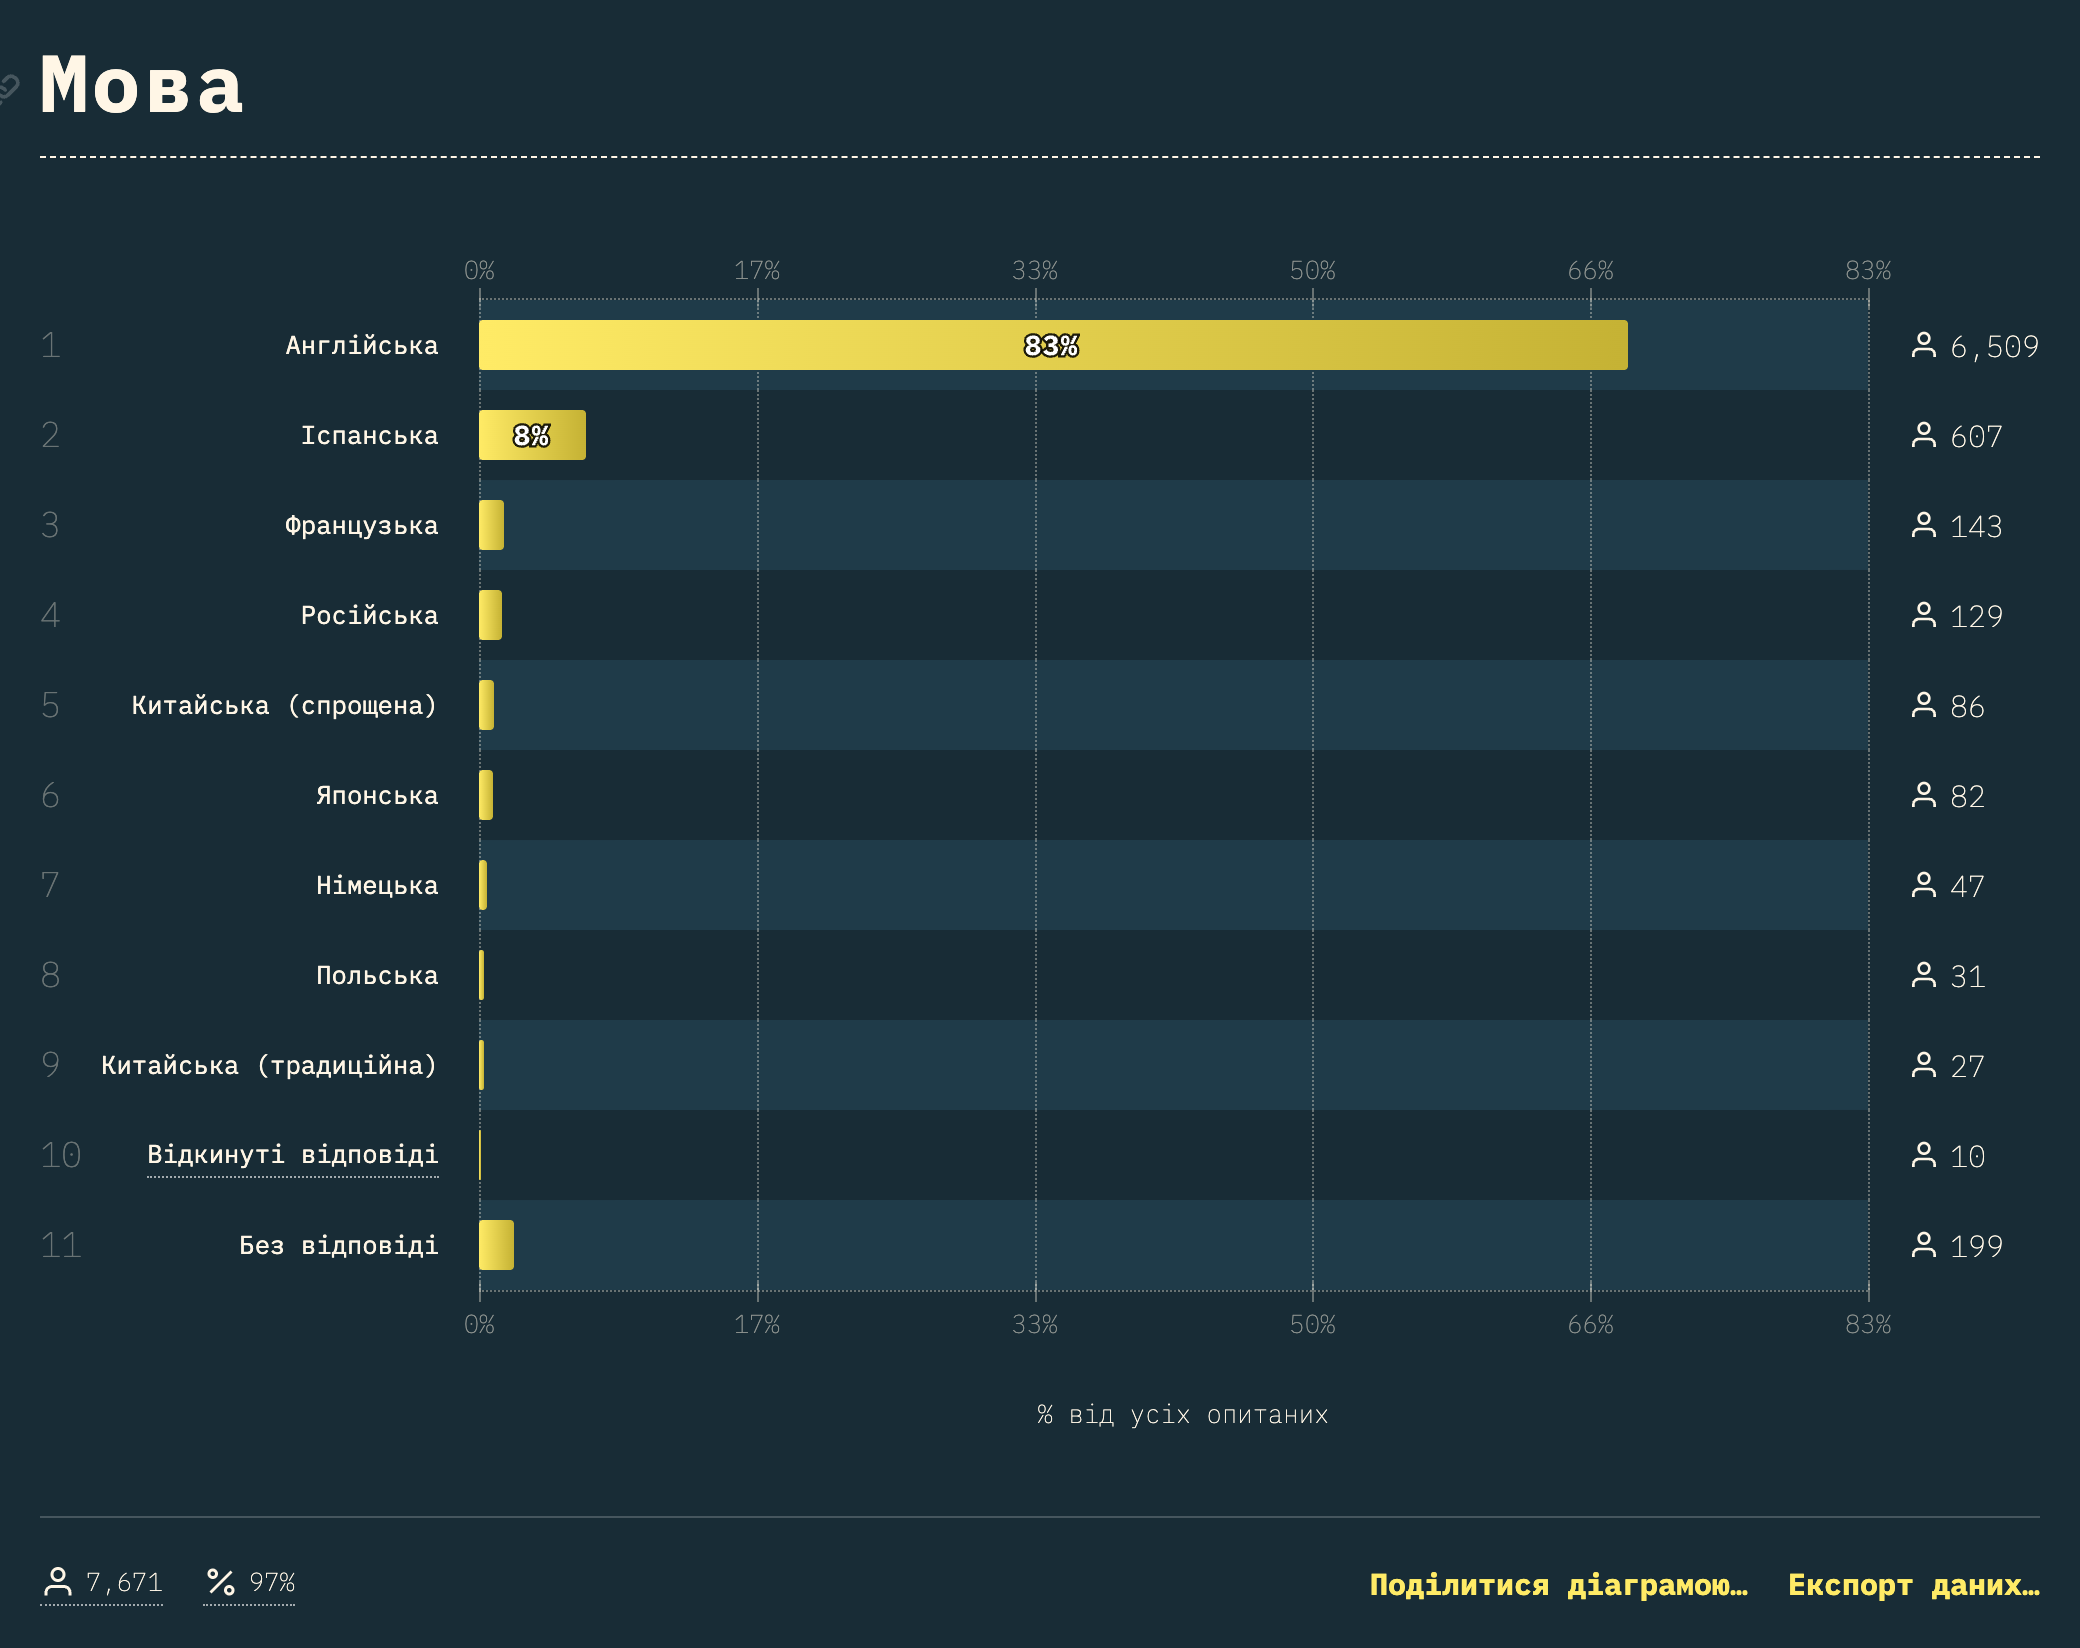 Мова
0% 17% 33% 50% 66% 83%
1 Англійська 83% 6,509
2 Іспанська 8% 607
3 Французька 143
4 Російська 129
5 Китайська (спрощена) 86
6 Японська 82
7 Німецька 47
8 Польська 31
9 Китайська (традиційна) 27
10 Відкинуті відповіді 10
11 Без відповіді 199
0% 17% 33% 50% 66% 83%
% від усіх опитаних
7,671 97% Поділитися діаграмою… Експорт даних…